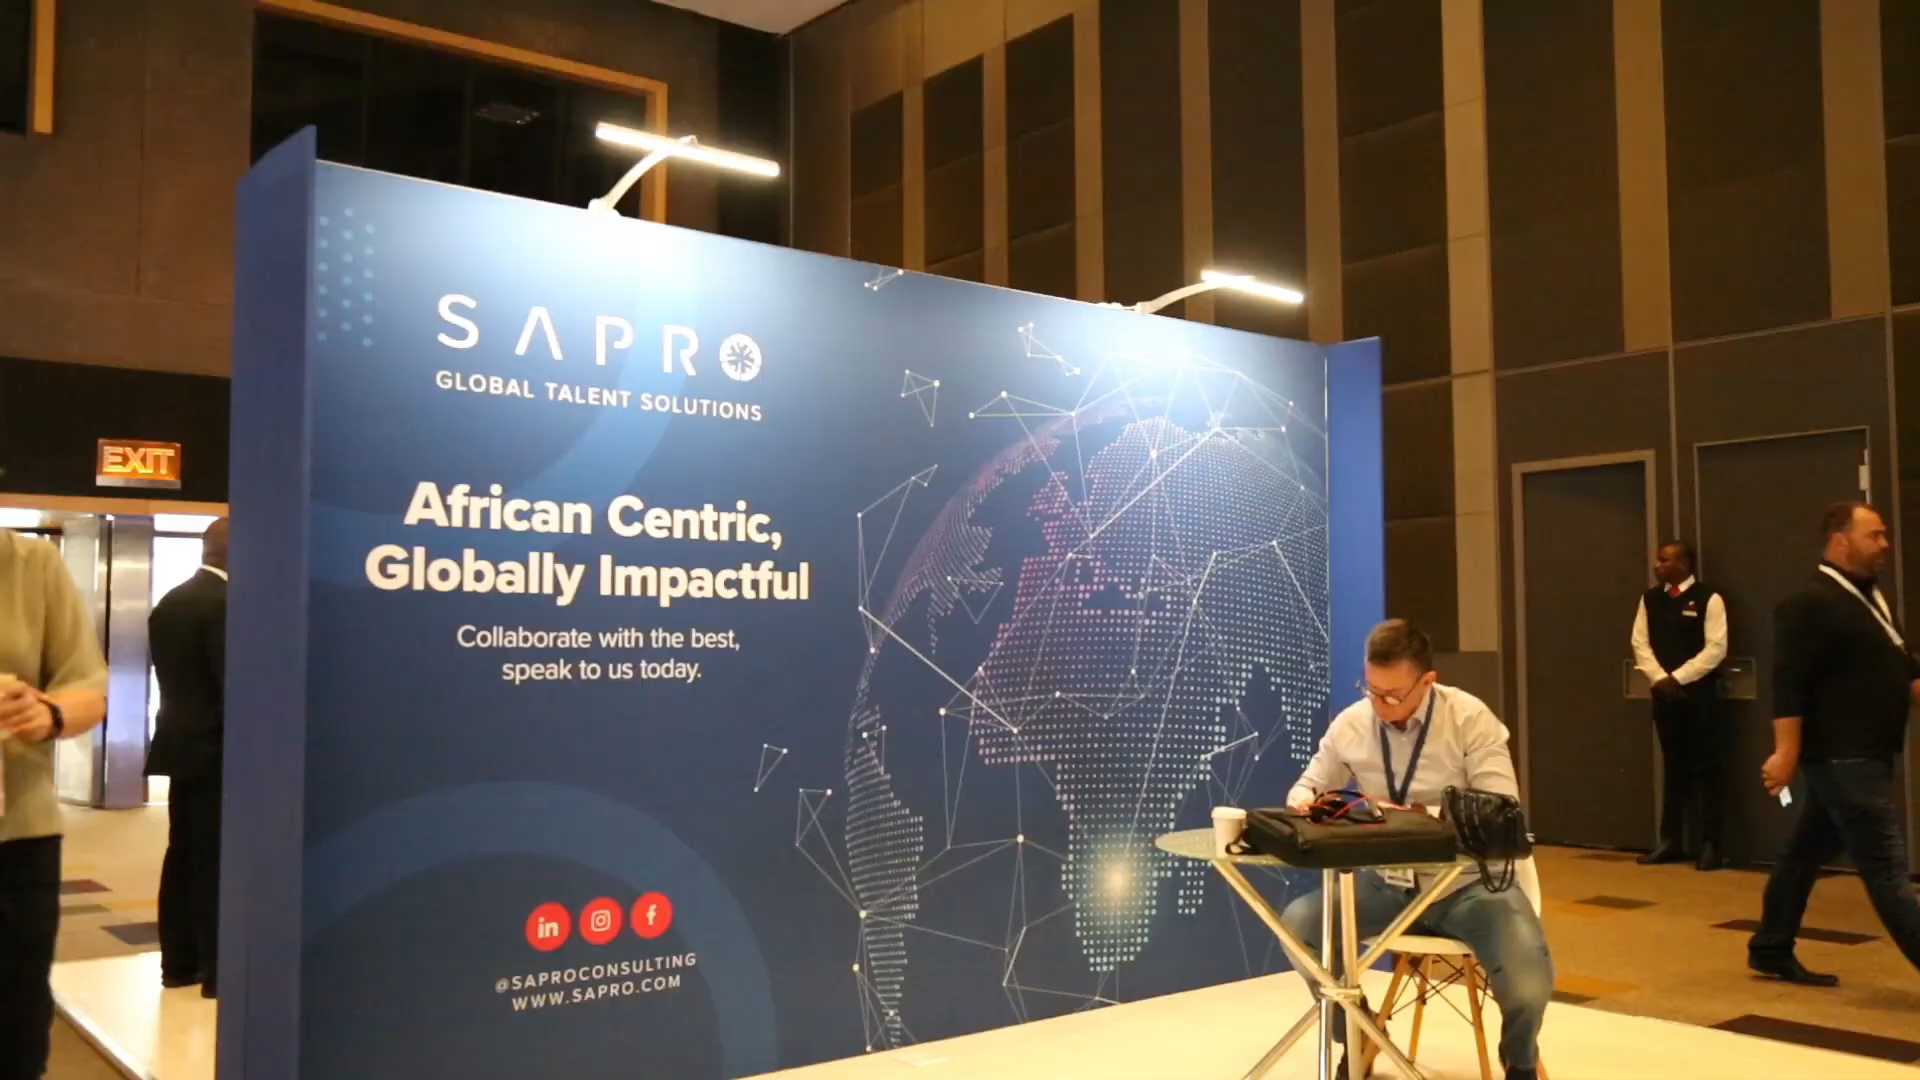 SAPRO
GLOBAL TALENT SOLUTIONS
EXIT
African Centric,
Globally Impactful
Collaborate with the best,
speak to us today.
in f
@SAPROCONSULTING
WWW.SAPRO.COM